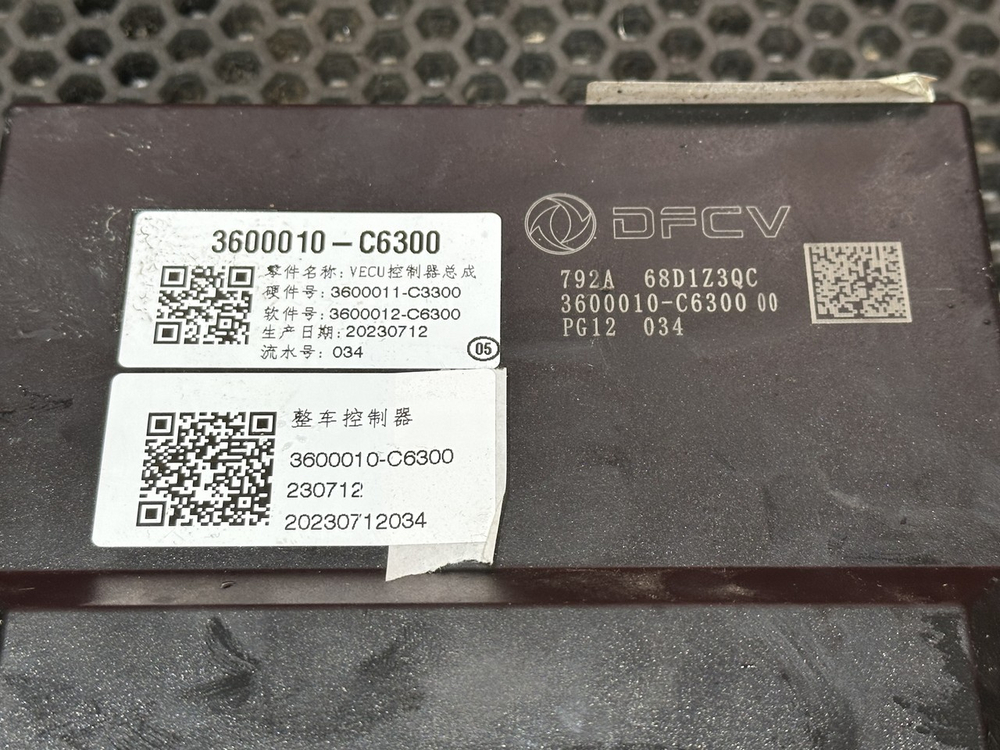 3600010-C6300
零件名称: VECU控制器总成
硬件号: 3600011-C3300
软件号: 3600012-C6300
生产日期: 20230712
流水号: 034
05
整车控制器
3600010-C6300
230712
20230712034
DFCV
792A 68D1Z3QC
3600010-C6300 00
PG12 034